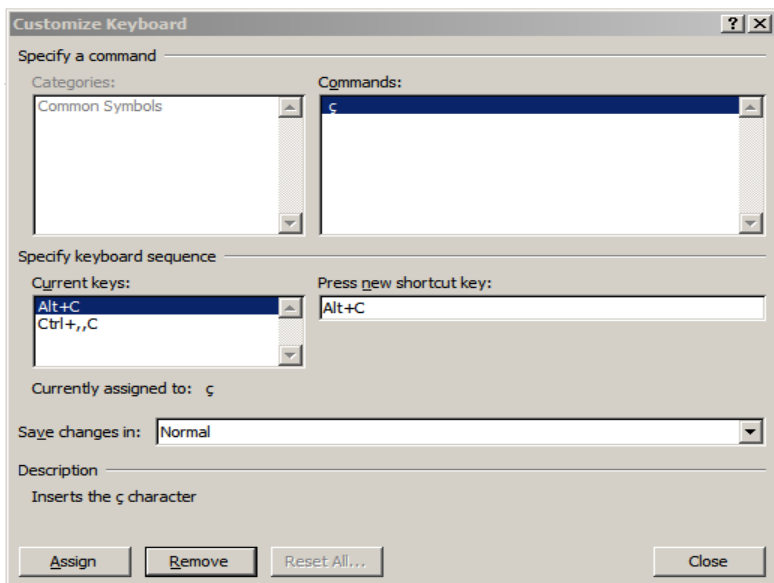 Customize Keyboard
Specify a command
Categories: Commands:
Common Symbols ç
Specify keyboard sequence
Current keys: Press new shortcut key:
Alt+C Alt+C
Ctrl+,,C
Currently assigned to: ç
Save changes in: Normal
Description
Inserts the ç character
Assign Remove Reset All... Close